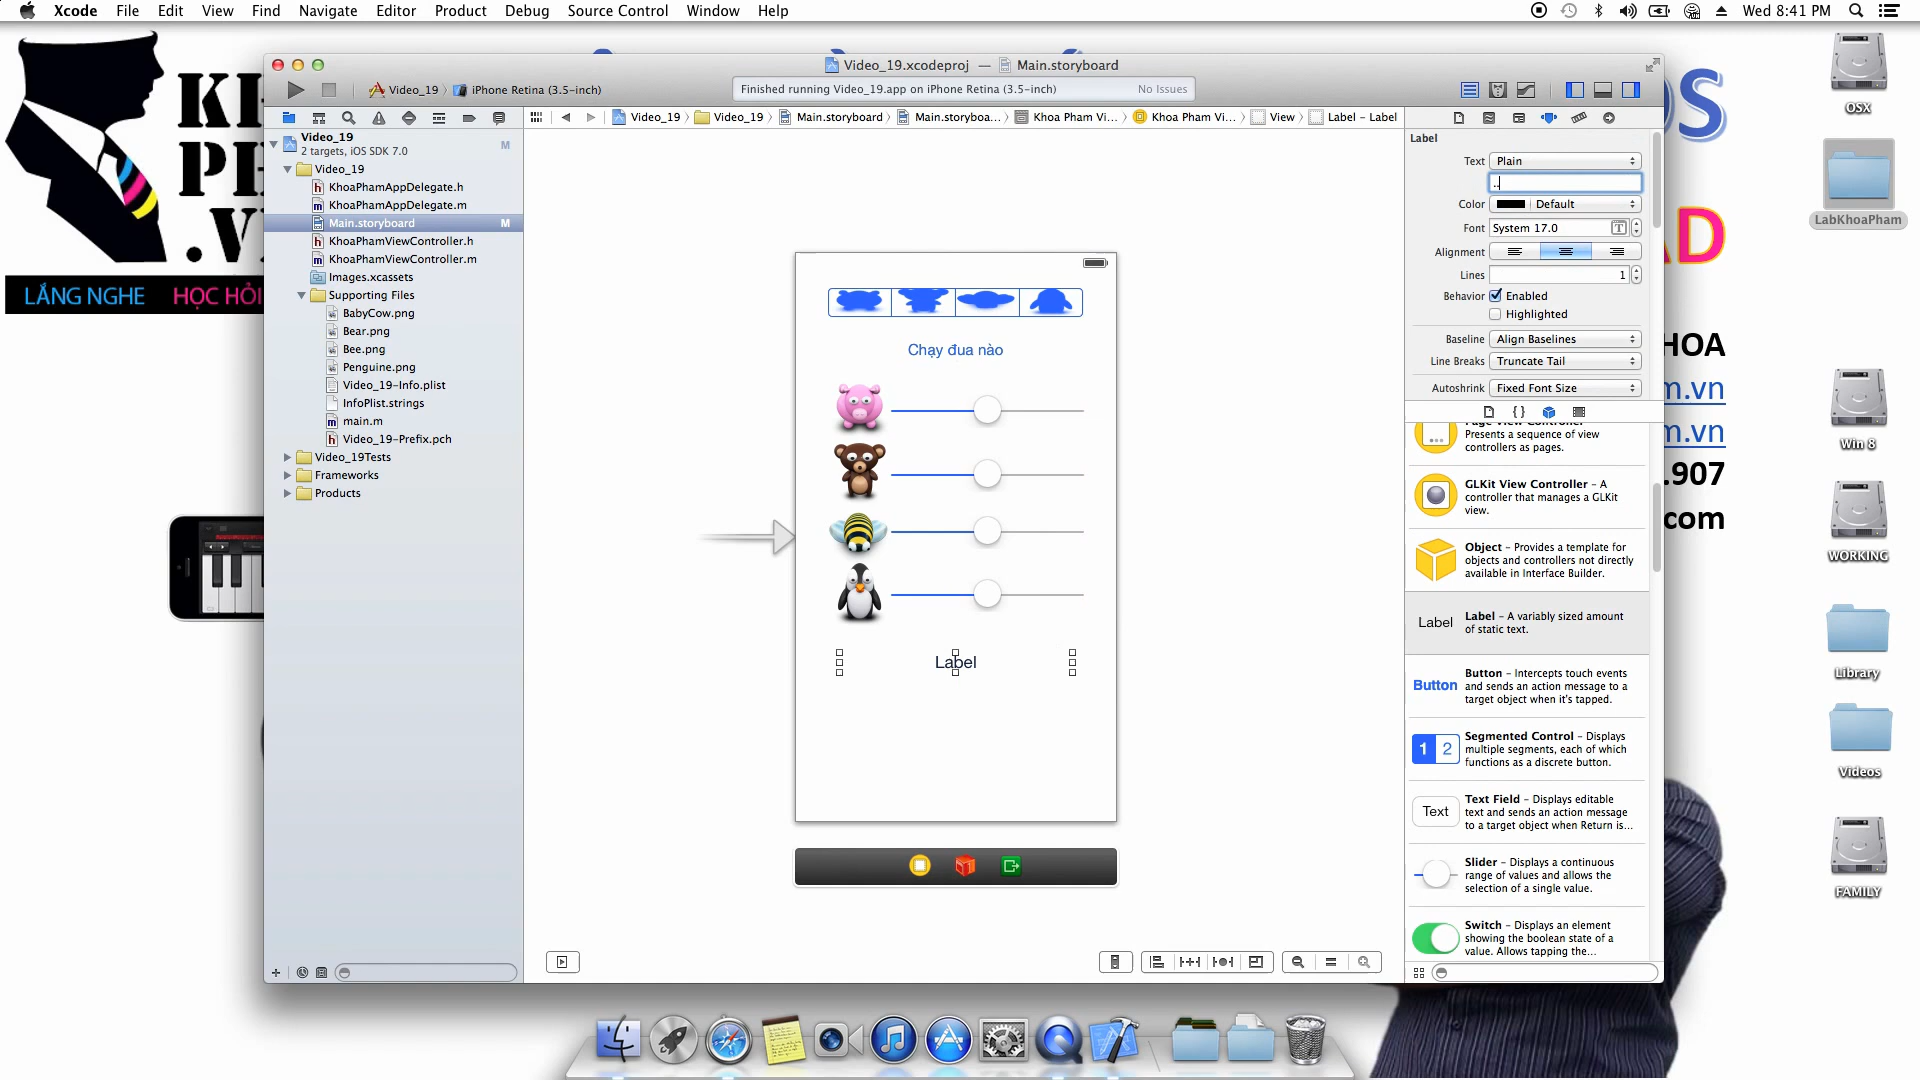 Xcode File Edit View Find Navigate Editor Product Debug Source Control Window Help
Wed 8:41 PM
Video_19.xcodeproj — Main.storyboard
Video_19 iPhone Retina (3.5-inch)
Finished running Video_19.app on iPhone Retina (3.5-inch) No Issues
Video_19 Video_19 Main.storyboard Main.storyboa... Khoa Pham Vi... Khoa Pham Vi... View Label - Label
Video_19
2 targets, iOS SDK 7.0 M
Video_19
KhoaPhamAppDelegate.h
KhoaPhamAppDelegate.m
Main.storyboard M
KhoaPhamViewController.h
KhoaPhamViewController.m
Images.xcassets
Supporting Files
BabyCow.png
Bear.png
Bee.png
Penguine.png
Video_19-Info.plist
InfoPlist.strings
main.m
Video_19-Prefix.pch
Video_19Tests
Frameworks
Products
Chạy đua nào
Label
Label
Text Plain
..
Color Default
Font System 17.0
Alignment
Lines 1
Behavior Enabled
Highlighted
Baseline Align Baselines
Line Breaks Truncate Tail
Autoshrink Fixed Font Size
Page View Controller
Presents a sequence of view
controllers as pages.
GLKit View Controller - A
controller that manages a GLKit
view.
Object - Provides a template for
objects and controllers not directly
available in Interface Builder.
Label Label - A variably sized amount
of static text.
Button Button - Intercepts touch events
and sends an action message to a
target object when it's tapped.
1 2 Segmented Control - Displays
multiple segments, each of which
functions as a discrete button.
Text Text Field - Displays editable
text and sends an action message
to a target object when Return is...
Slider - Displays a continuous
range of values and allows the
selection of a single value.
Switch - Displays an element
showing the boolean state of a
value. Allows tapping the...
LẮNG NGHE HỌC HỎI
OS
AD
HOA
m.vn
m.vn
.907
com
OSX
LabKhoaPham
Win 8
WORKING
Library
Videos
FAMILY